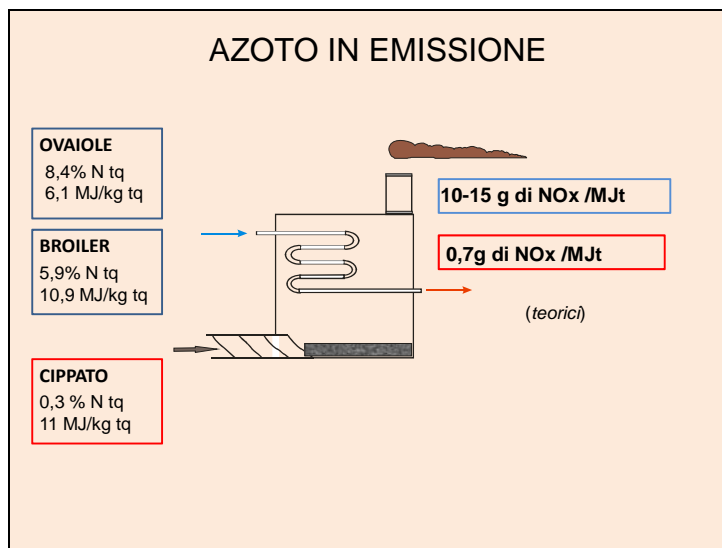 AZOTO IN EMISSIONE
OVAIOLE
8,4% N tq
6,1 MJ/kg tq
BROILER
5,9% N tq
10,9 MJ/kg tq
CIPPATO
0,3 % N tq
11 MJ/kg tq
10-15 g di NOx /MJt
0,7g di NOx /MJt
(teorici)